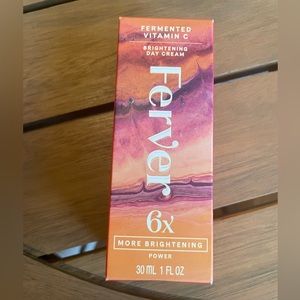 FERMENTED
VITAMIN C
BRIGHTENING
DAY CREAM
Ferver
6x
MORE BRIGHTENING
POWER
30 ML 1 FL OZ